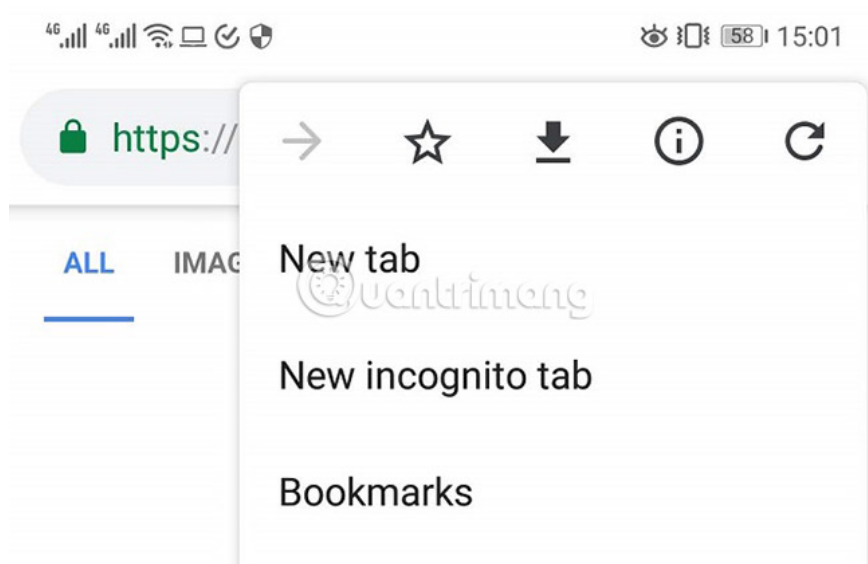 4G 4G 58 15:01
https://
ALL IMAG
New tab
Quantrimang
New incognito tab
Bookmarks